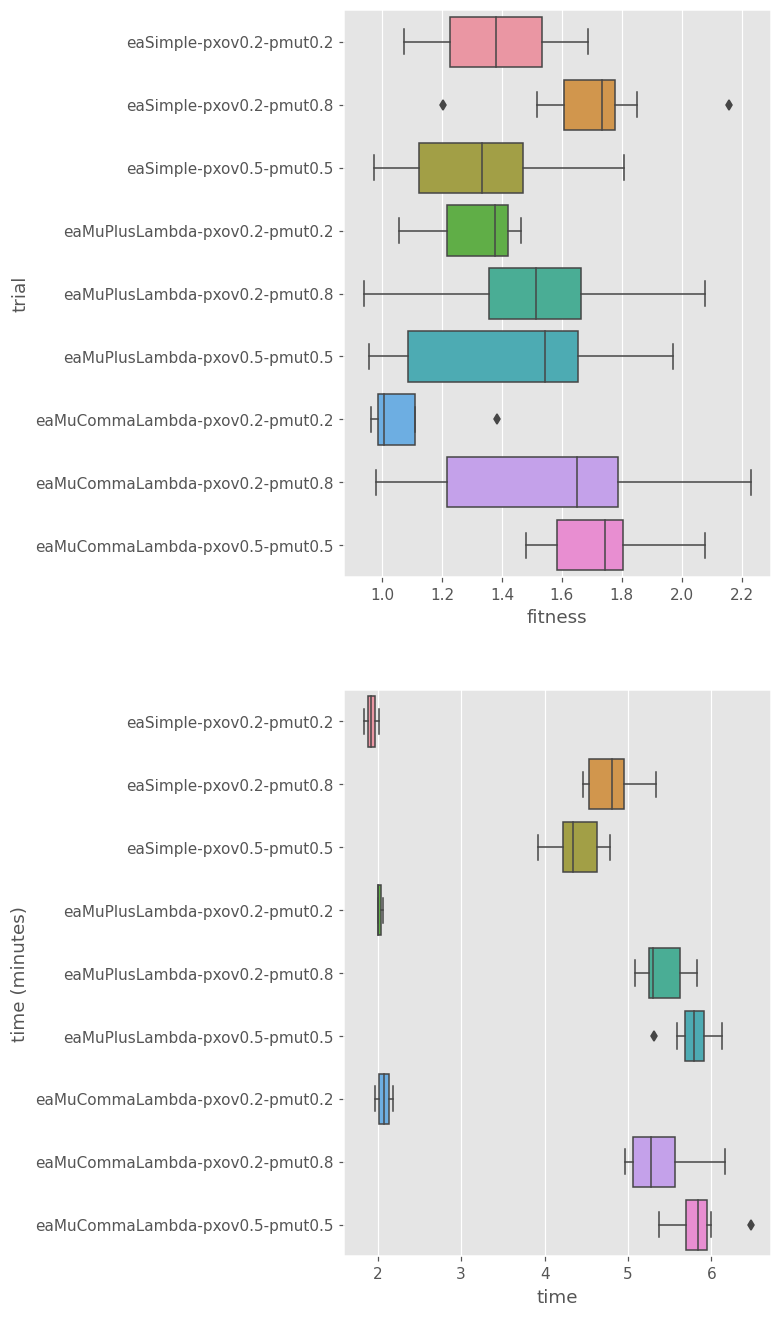 eaSimple-pxov0.2-pmut0.2
eaSimple-pxov0.2-pmut0.8
eaSimple-pxov0.5-pmut0.5
eaMuPlusLambda-pxov0.2-pmut0.2
eaMuPlusLambda-pxov0.2-pmut0.8
eaMuPlusLambda-pxov0.5-pmut0.5
eaMuCommaLambda-pxov0.2-pmut0.2
eaMuCommaLambda-pxov0.2-pmut0.8
eaMuCommaLambda-pxov0.5-pmut0.5
trial
1.0 1.2 1.4 1.6 1.8 2.0 2.2
fitness
eaSimple-pxov0.2-pmut0.2
eaSimple-pxov0.2-pmut0.8
eaSimple-pxov0.5-pmut0.5
eaMuPlusLambda-pxov0.2-pmut0.2
eaMuPlusLambda-pxov0.2-pmut0.8
eaMuPlusLambda-pxov0.5-pmut0.5
eaMuCommaLambda-pxov0.2-pmut0.2
eaMuCommaLambda-pxov0.2-pmut0.8
eaMuCommaLambda-pxov0.5-pmut0.5
time (minutes)
2 3 4 5 6
time